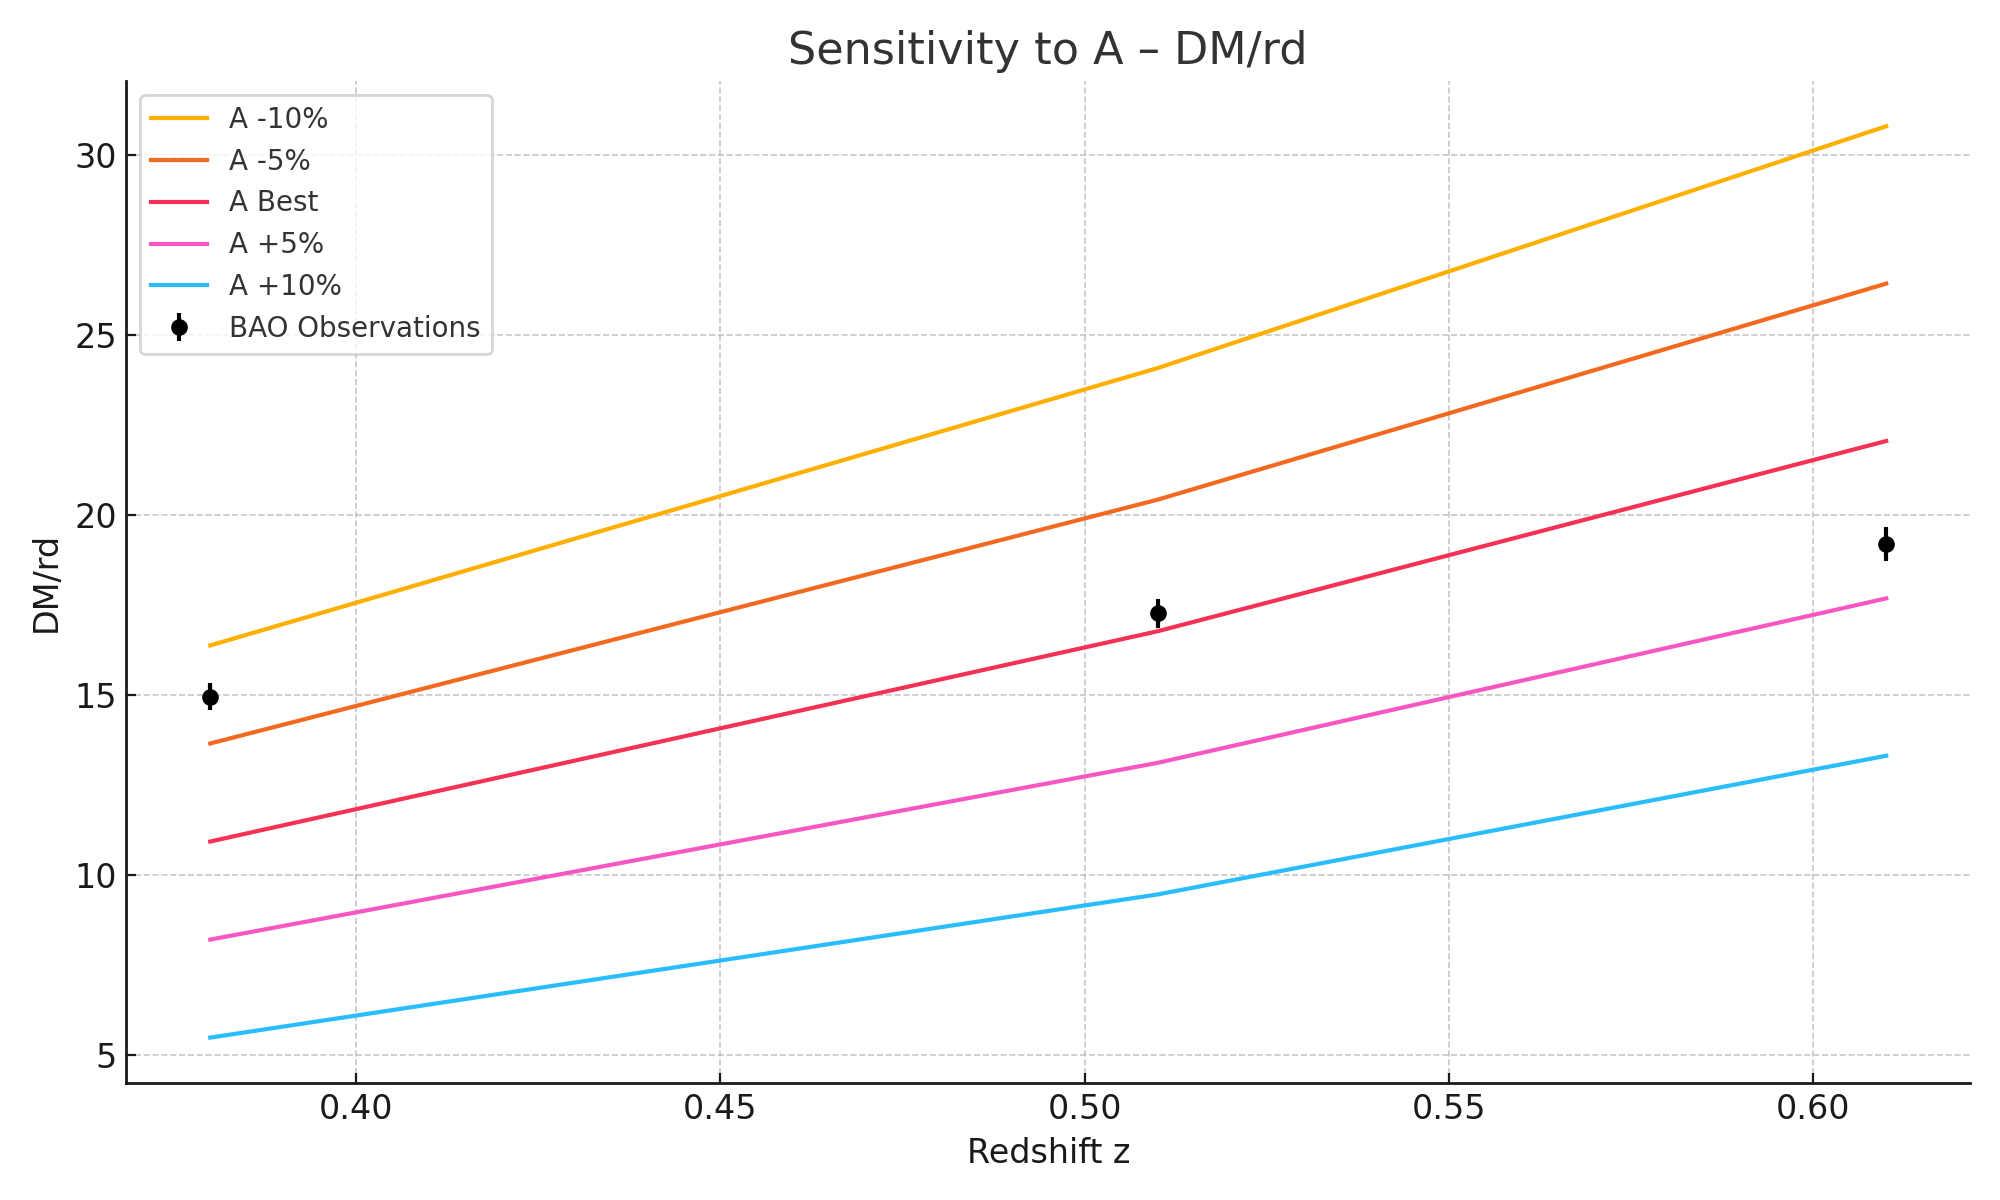 Sensitivity to A – DM/rd
A -10%
A -5%
A Best
A +5%
A +10%
BAO Observations
30
25
20
15
10
5
DM/rd
0.40 0.45 0.50 0.55 0.60
Redshift z